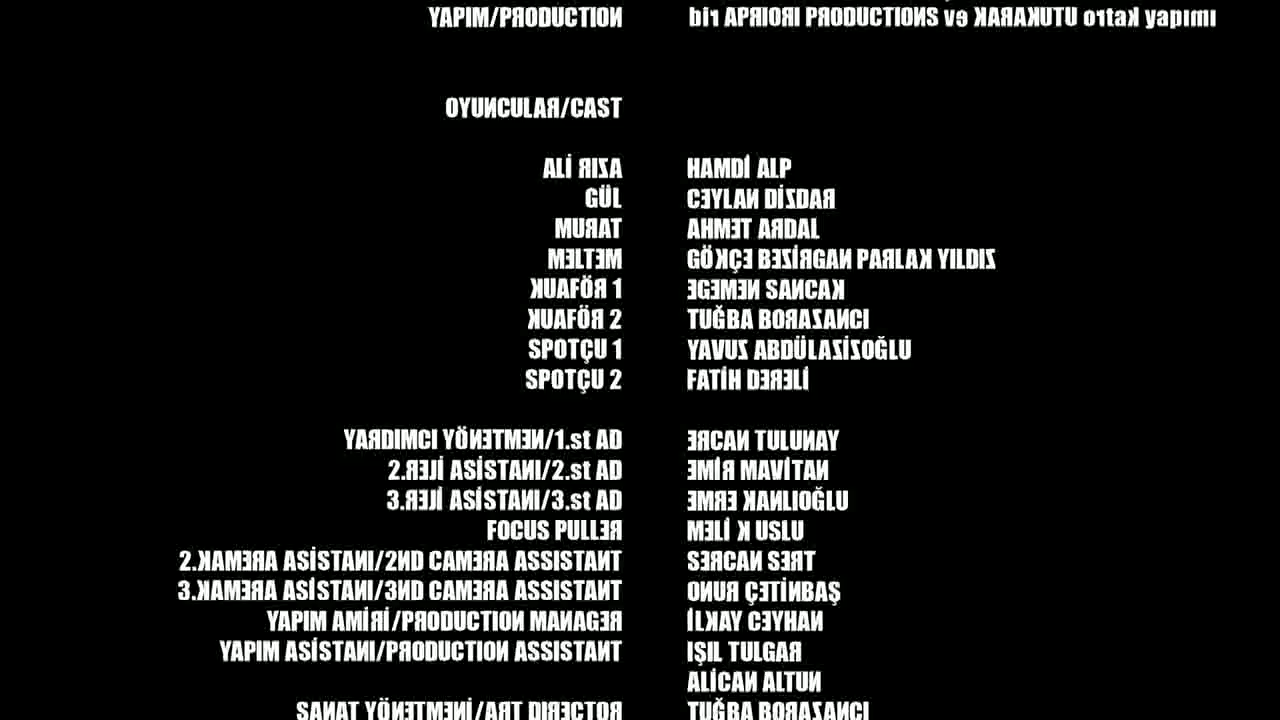 YAPIM/PRODUCTION bir APRIORI PRODUCTIONS ve KARAKUTU ortak yapımı
OYUNCULAR/CAST
ALİ RIZA HAMDİ ALP
GÜL CEYLAN DİZDAR
MURAT AHMET ARDAL
MELTEM GÖKÇE BEZİRGAN PARLAK YILDIZ
KUAFÖR 1 EGEMEN SANCAK
KUAFÖR 2 TUĞBA BORAZANCI
SPOTÇU 1 YAVUZ ABDÜLAZİZOĞLU
SPOTÇU 2 FATİH DERELİ
YARDIMCI YÖNETMEN/1.st AD ERCAN TULUNAY
2.REJİ ASİSTANI/2.st AD EMİR MAVİTAN
3.REJİ ASİSTANI/3.st AD EMRE KANLIOĞLU
FOCUS PULLER MELİ K USLU
2.KAMERA ASİSTANI/2ND CAMERA ASSISTANT SERCAN SERT
3.KAMERA ASİSTANI/3ND CAMERA ASSISTANT ONUR ÇETİNBAŞ
YAPIM AMİRİ/PRODUCTION MANAGER İLKAY CEYHAN
YAPIM ASİSTANI/PRODUCTION ASSISTANT IŞIL TULGAR
ALİCAN ALTUN
SANAT YÖNETMENİ/ART DIRECTOR TUĞBA BORAZANCI